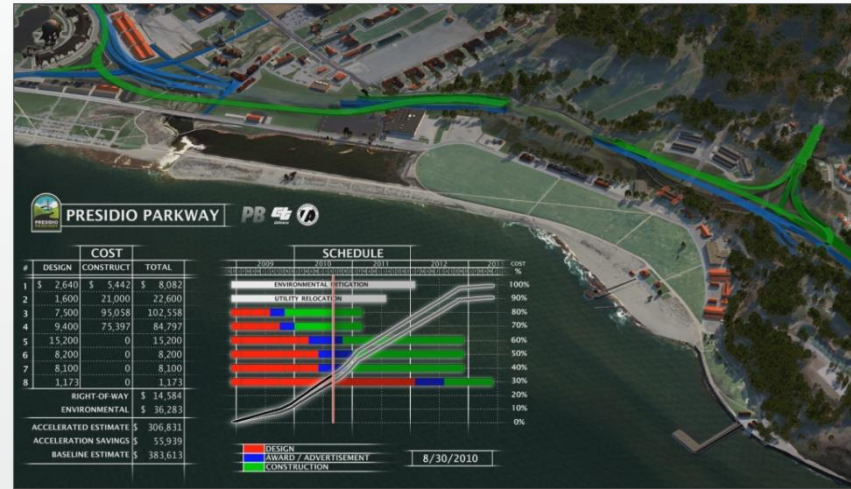 PRESIDIO PARKWAY
PB
COST
# DESIGN CONSTRUCT TOTAL
1 $ 2,640 $ 5,442 $ 8,082
2 1,600 21,000 22,600
3 7,500 95,058 102,558
4 9,400 75,397 84,797
5 15,200 0 15,200
6 8,200 0 8,200
7 8,100 0 8,100
8 1,173 0 1,173
RIGHT-OF-WAY $ 14,584
ENVIRONMENTAL $ 36,283
ACCELERATED ESTIMATE $ 306,831
ACCELERATION SAVINGS $ 55,939
BASELINE ESTIMATE $ 383,613
SCHEDULE
2009 2010 2011 2012 2013 COST
%
ENVIRONMENTAL MITIGATION 100%
UTILITY RELOCATION 90%
80%
70%
60%
50%
40%
30%
20%
10%
0%
DESIGN
AWARD / ADVERTISEMENT
CONSTRUCTION
8/30/2010